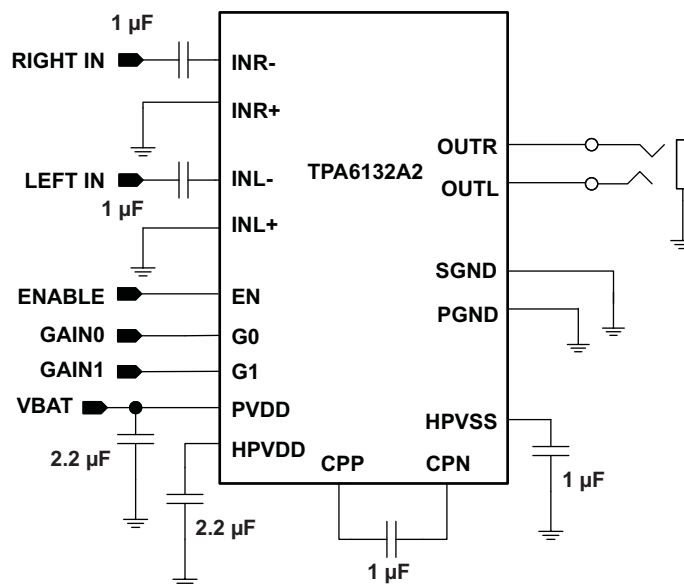 1 µF
RIGHT IN
INR-
INR+
OUTR
TPA6132A2
LEFT IN
INL-
OUTL
1 µF
INL+
SGND
ENABLE
EN
PGND
GAIN0
G0
GAIN1
G1
VBAT
PVDD
HPVSS
2.2 µF
HPVDD
CPP
CPN
1 µF
2.2 µF
1 µF